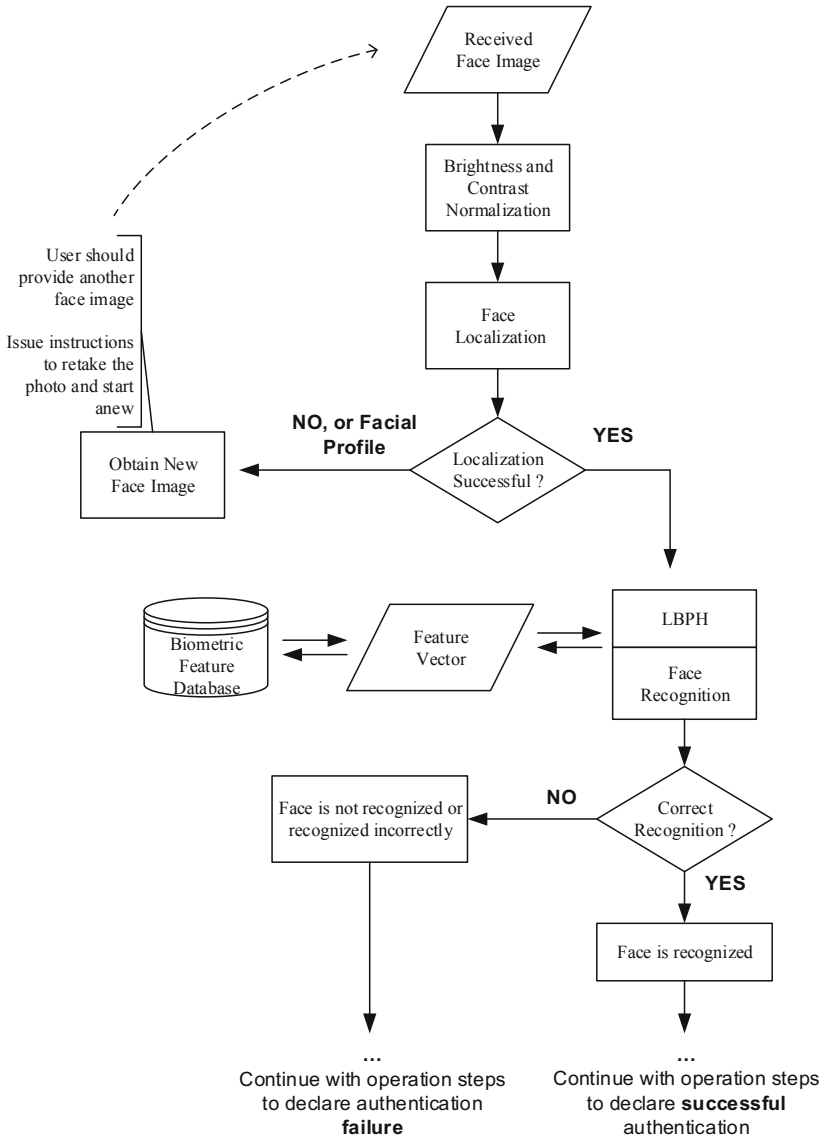 Received
Face Image
Brightness and
Contrast
Normalization
User should
provide another
face image
Issue instructions
to retake the
photo and start
anew
Face
Localization
NO, or Facial
Profile
YES
Obtain New
Face Image
Localization
Successful ?
LBPH
Biometric
Feature
Database
Feature
Vector
Face
Recognition
Face is not recognized or
recognized incorrectly
NO
Correct
Recognition ?
YES
Face is recognized
...
Continue with operation steps
to declare authentication
failure
...
Continue with operation steps
to declare successful
authentication